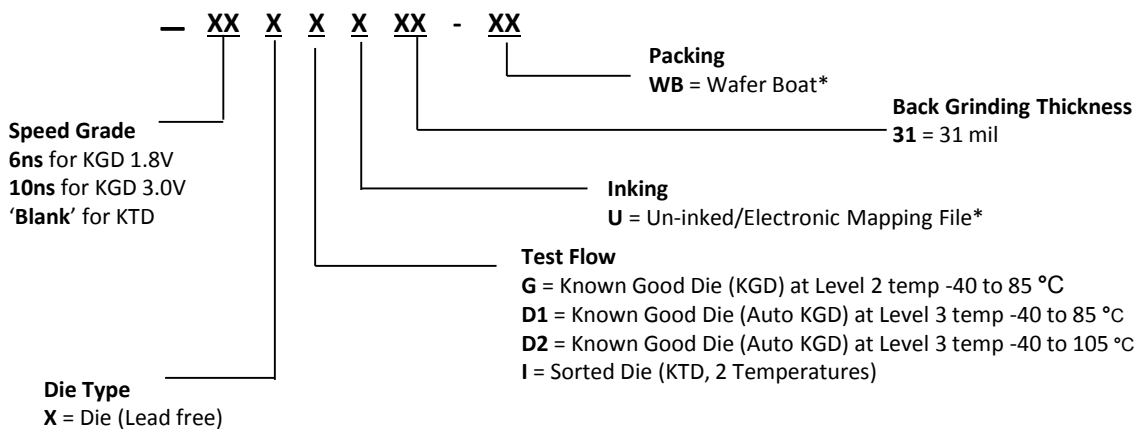 — XX X X X XX - XX
Packing
WB = Wafer Boat*
Back Grinding Thickness
31 = 31 mil
Speed Grade
6ns for KGD 1.8V
10ns for KGD 3.0V
‘Blank’ for KTD
Inking
U = Un-inked/Electronic Mapping File*
Test Flow
G = Known Good Die (KGD) at Level 2 temp -40 to 85 °C
D1 = Known Good Die (Auto KGD) at Level 3 temp -40 to 85 °C
D2 = Known Good Die (Auto KGD) at Level 3 temp -40 to 105 °C
I = Sorted Die (KTD, 2 Temperatures)
Die Type
X = Die (Lead free)